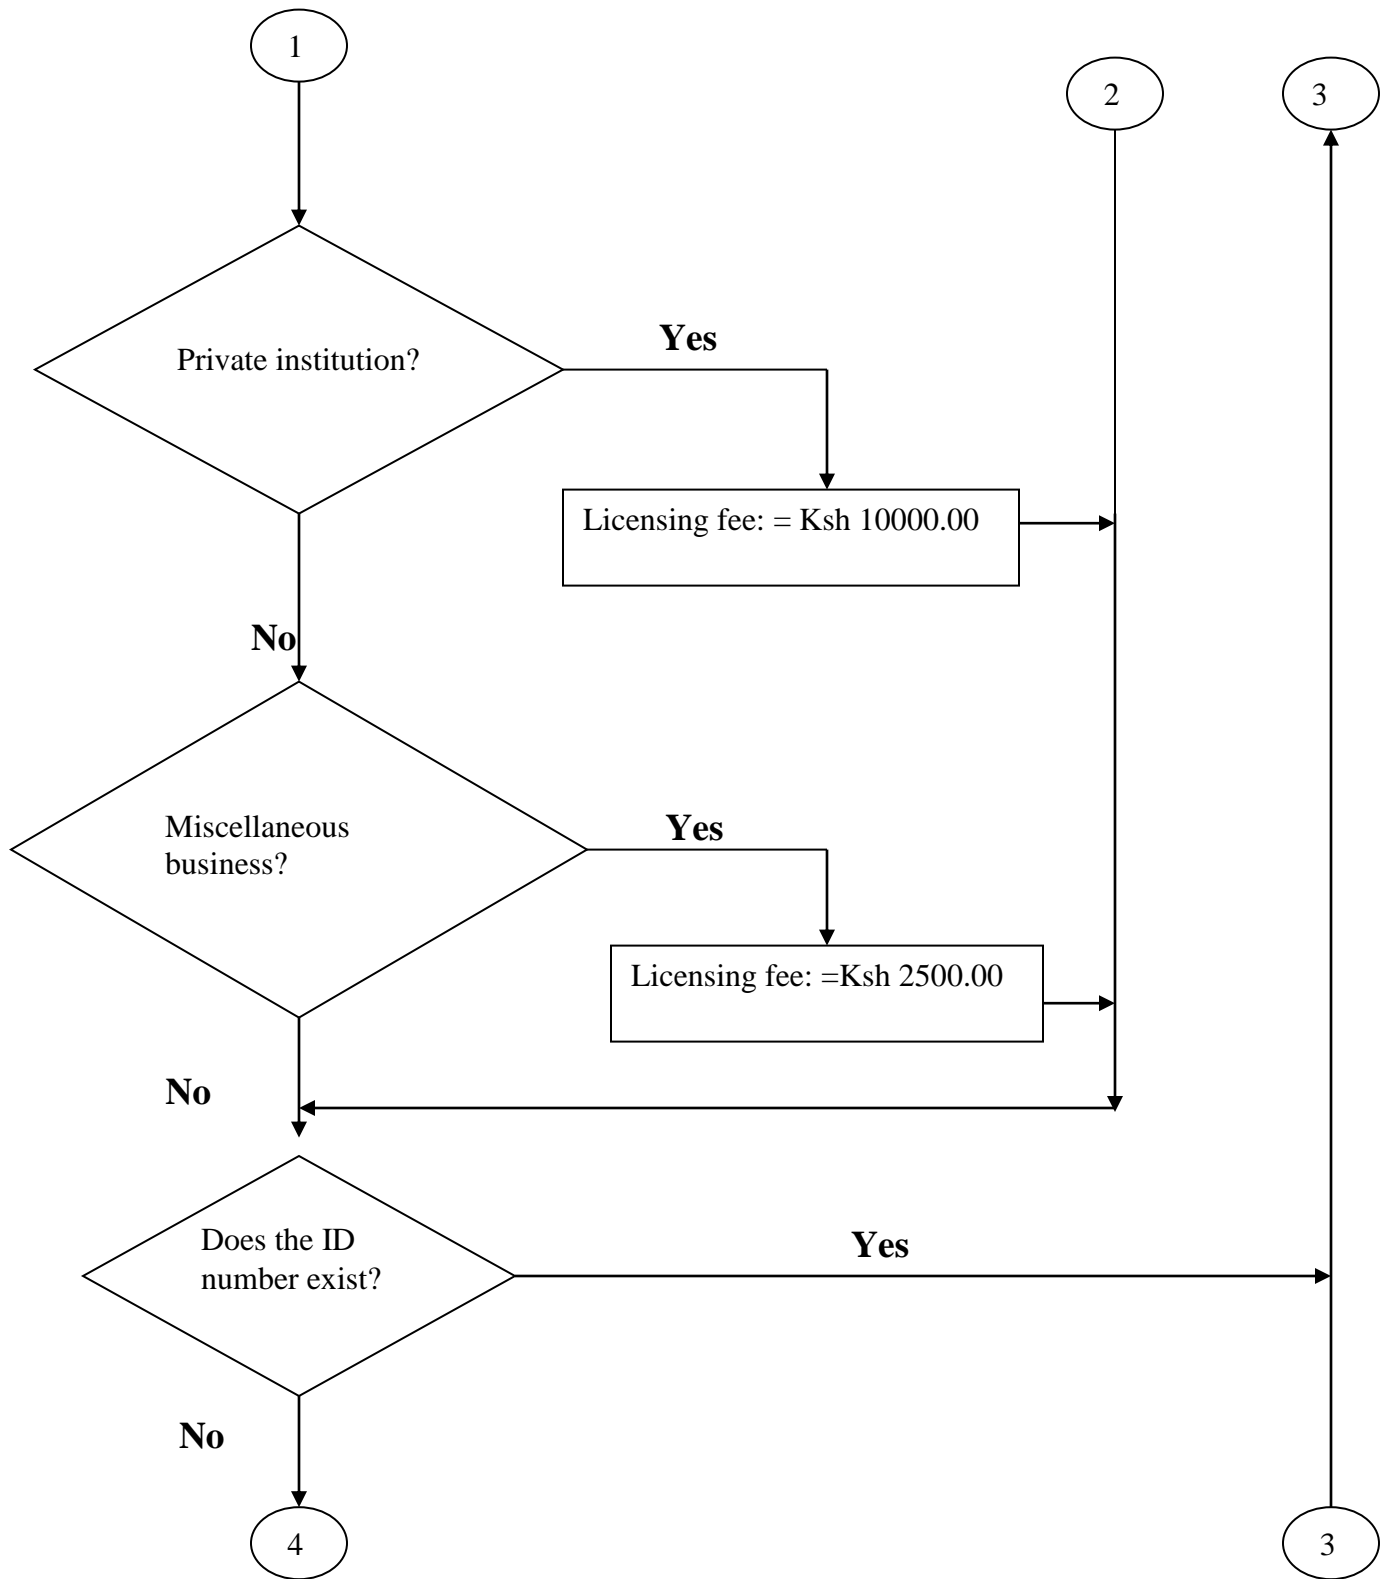 1
2
3
Yes
Private institution?
Licensing fee: = Ksh 10000.00
No
Yes
Miscellaneous
business?
Licensing fee: =Ksh 2500.00
No
Does the ID
number exist?
Yes
No
4
3